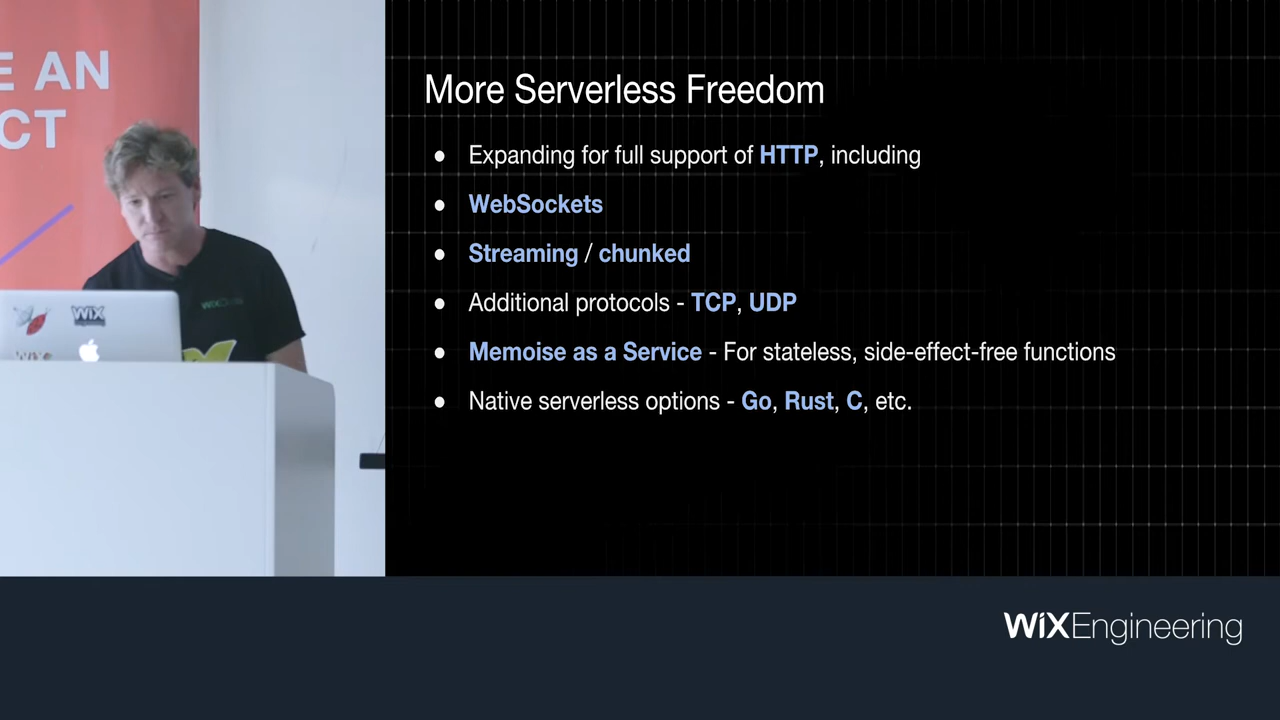 E AN
CT
WiX
More Serverless Freedom
● Expanding for full support of HTTP, including
● WebSockets
● Streaming / chunked
● Additional protocols - TCP, UDP
● Memoise as a Service - For stateless, side-effect-free functions
● Native serverless options - Go, Rust, C, etc.
WiXEngineering